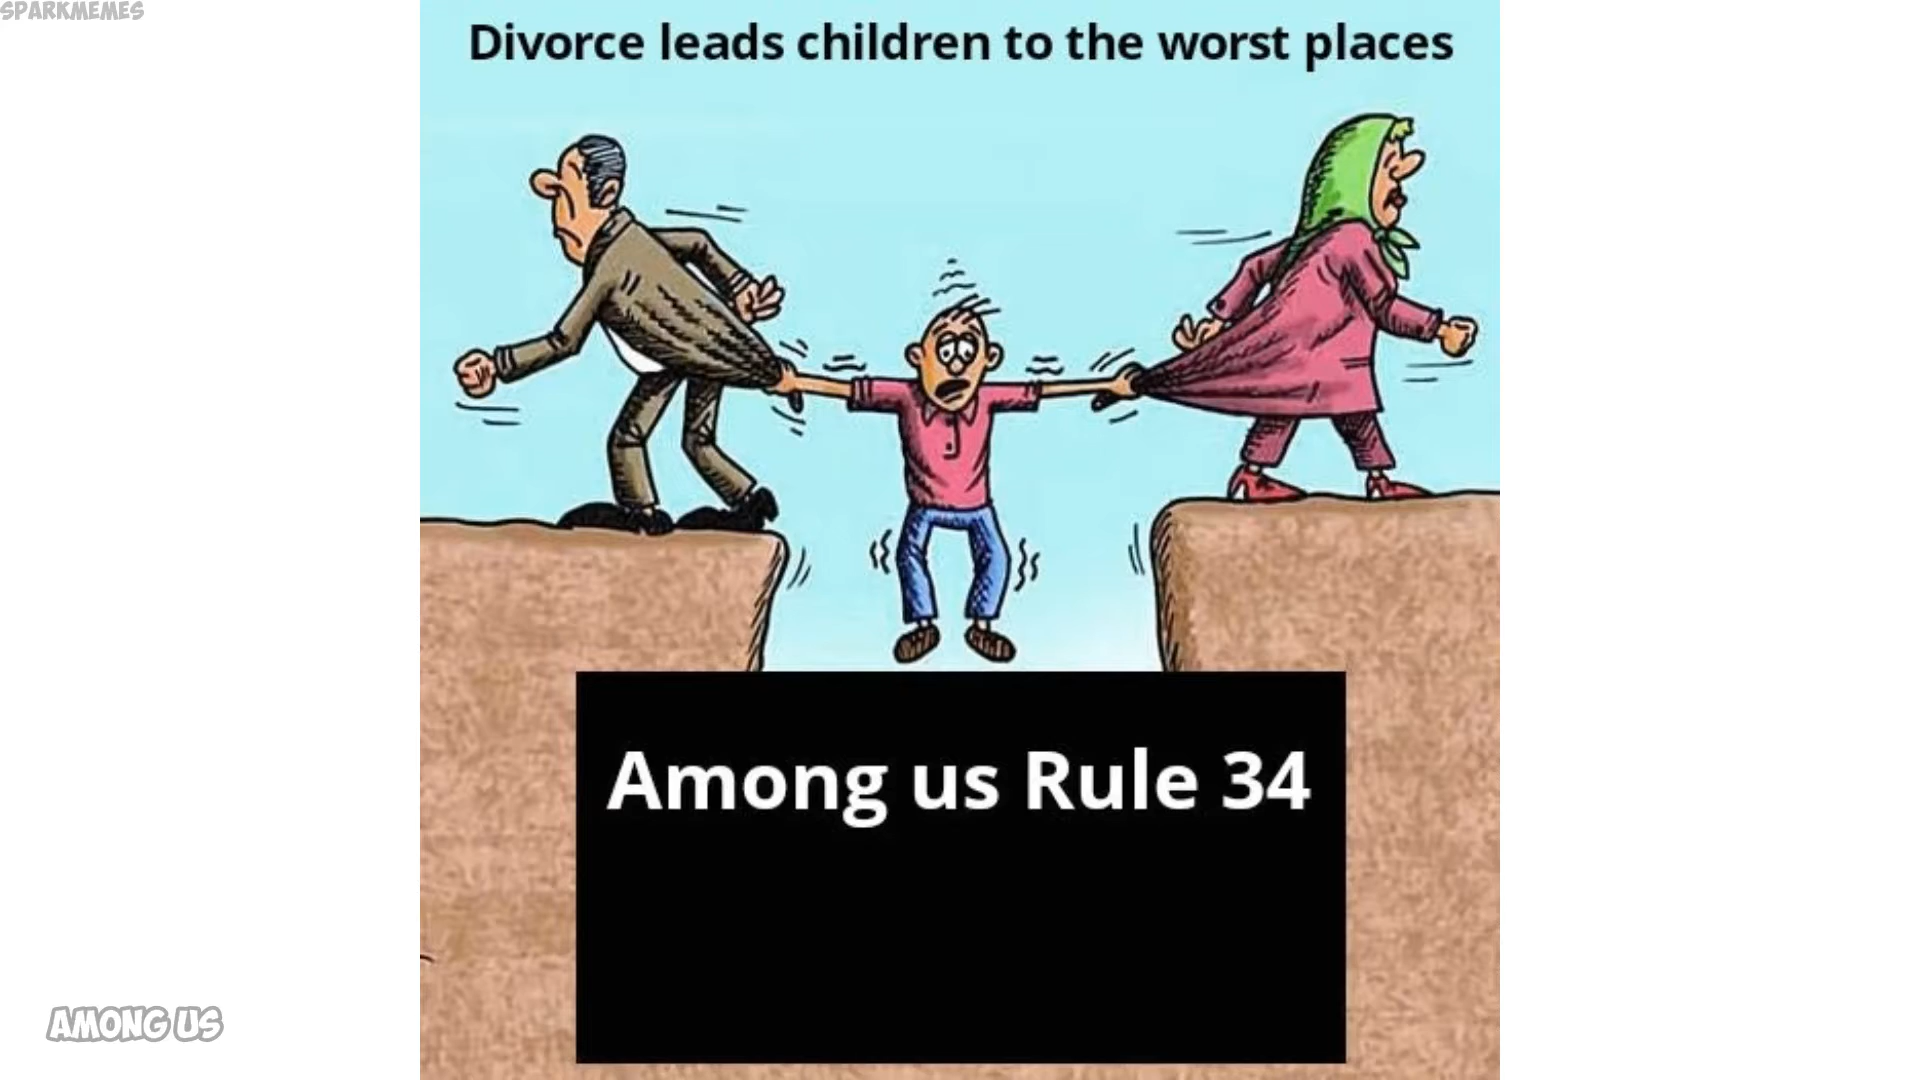 SPARKMEMES
Divorce leads children to the worst places
Among us Rule 34
AMONG US